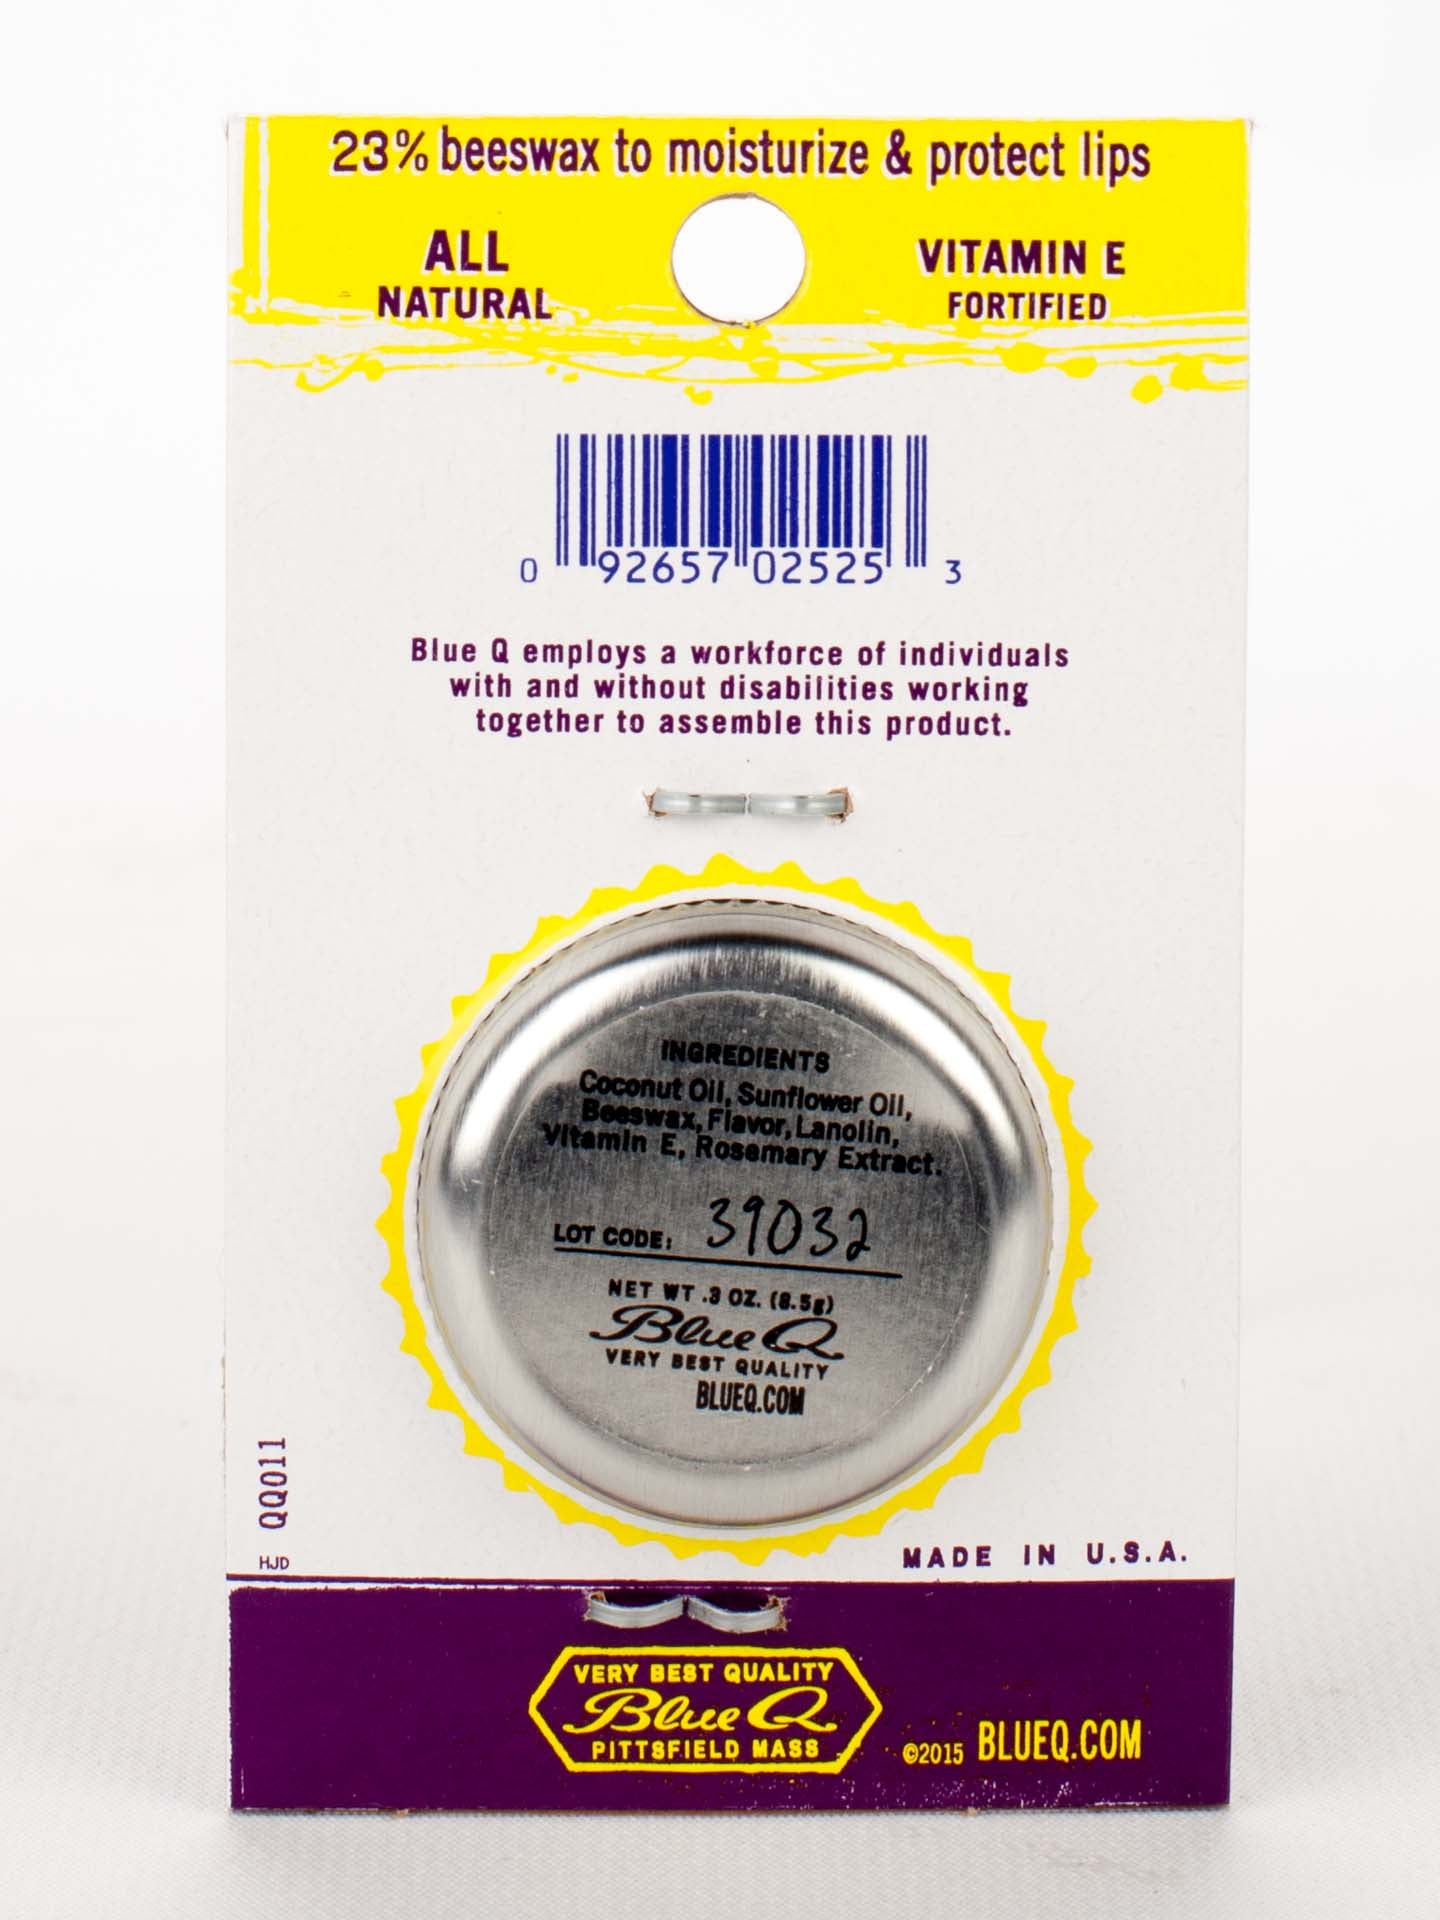 23% beeswax to moisturize & protect lips
ALL
NATURAL
VITAMIN E
FORTIFIED
0 92657 02525 3
Blue Q employs a workforce of individuals
with and without disabilities working
together to assemble this product.
INGREDIENTS
Coconut Oil, Sunflower Oil,
Beeswax, Flavor, Lanolin,
Vitamin E, Rosemary Extract.
LOT CODE: 39032
NET WT .3 OZ. (8.5g)
Blue Q
VERY BEST QUALITY
BLUEQ.COM
QQ011
HJD
MADE IN U.S.A.
VERY BEST QUALITY
Blue Q
PITTSFIELD MASS
©2015 BLUEQ.COM